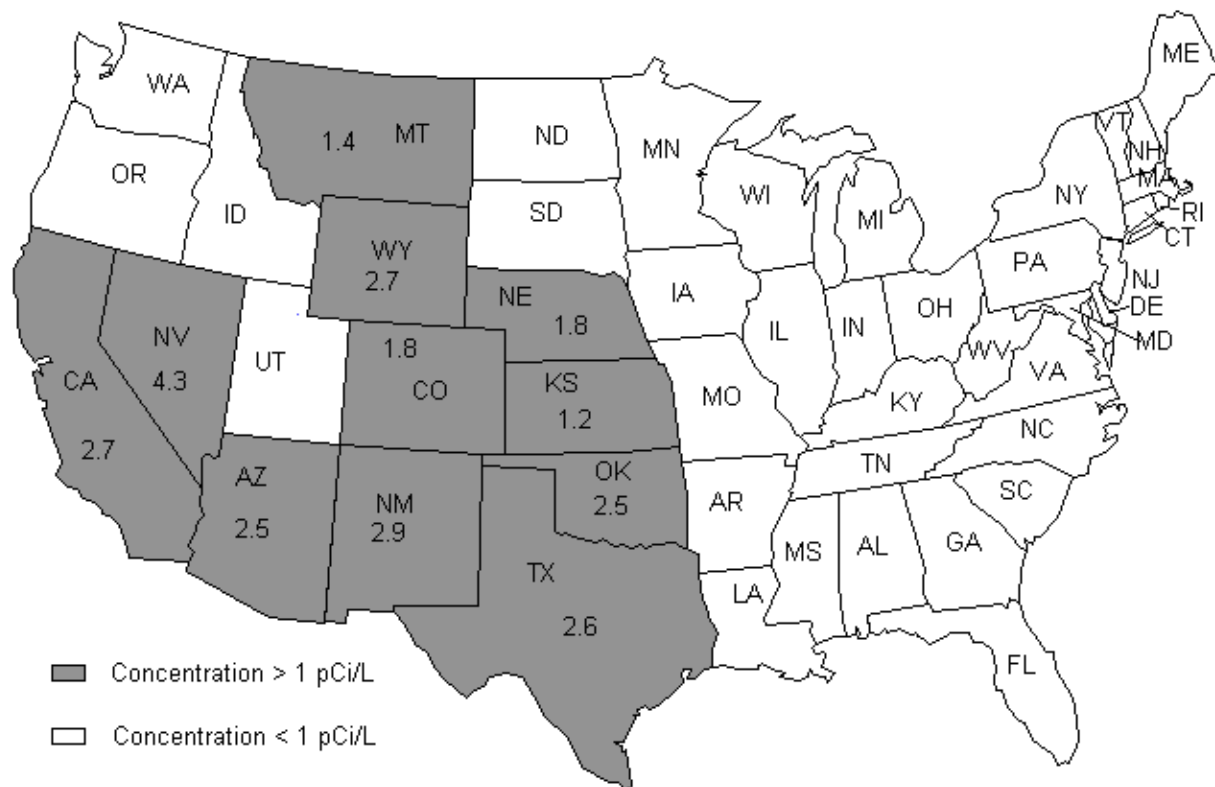 WA
MT
1.4
ND
MN
ME
VT
NH
MA
OR
ID
SD
WI
MI
NY
RI
CT
WY
2.7
NE
1.8
IA
PA
NJ
DE
MD
NV
4.3
UT
1.8
CO
KS
1.2
IL
IN
OH
WV
VA
CA
2.7
MO
KY
NC
AZ
2.5
NM
2.9
OK
2.5
AR
TN
SC
TX
2.6
MS
AL
GA
LA
FL
Concentration > 1 pCi/L
Concentration < 1 pCi/L